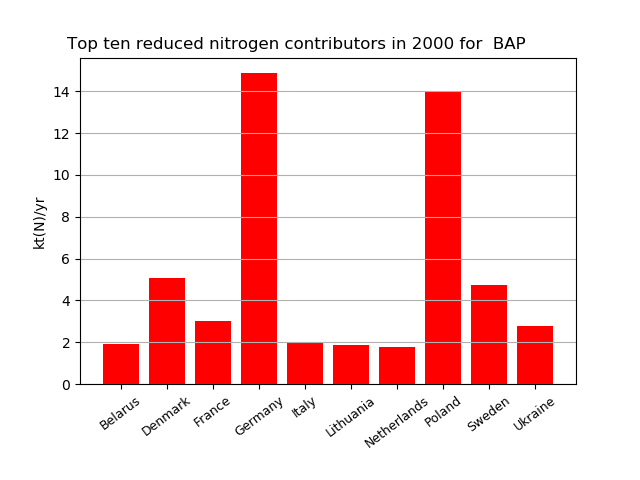 Top ten reduced nitrogen contributors in 2000 for  BAP
kt(N)/yr
14
12
10
8
6
4
2
0
Belarus
Denmark
France
Germany
Italy
Lithuania
Netherlands
Poland
Sweden
Ukraine